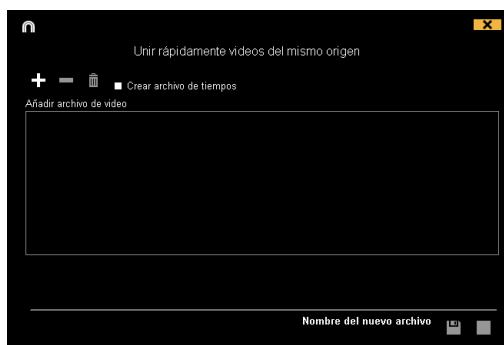 Unir rápidamente videos del mismo origen
Crear archivo de tiempos
Añadir archivo de video
Nombre del nuevo archivo